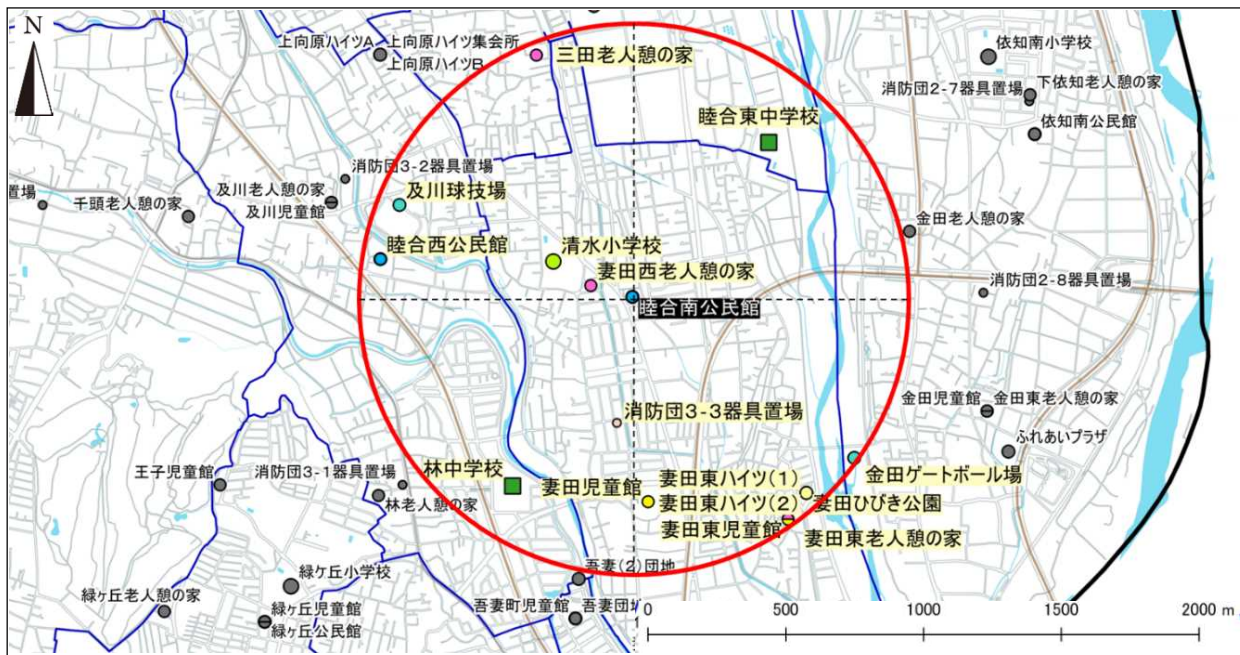 N
上向原ハイツA
上向原ハイツ集会所
上向原ハイツB
三田老人憩の家
依知南小学校
消防団2-7器具置場
下依知老人憩の家
依知南公民館
睦合東中学校
消防団3-2器具置場
及川老人憩の家
及川児童館
及川球技場
置場
千頭老人憩の家
金田老人憩の家
睦合西公民館
清水小学校
妻田西老人憩の家
睦合南公民館
消防団2-8器具置場
金田児童館
金田東老人憩の家
消防団3-3器具置場
ふれあいプラザ
王子児童館
消防団3-1器具置場
林老人憩の家
林中学校
妻田児童館
妻田東ハイツ(1)
妻田東ハイツ(2)
妻田東児童館
金田ゲートボール場
妻田ひびき公園
妻田東老人憩の家
緑ケ丘小学校
緑ヶ丘老人憩の家
緑ヶ丘児童館
緑ヶ丘公民館
吾妻(2)団地
吾妻町児童館
吾妻団地
0 500 1000 1500 2000 m